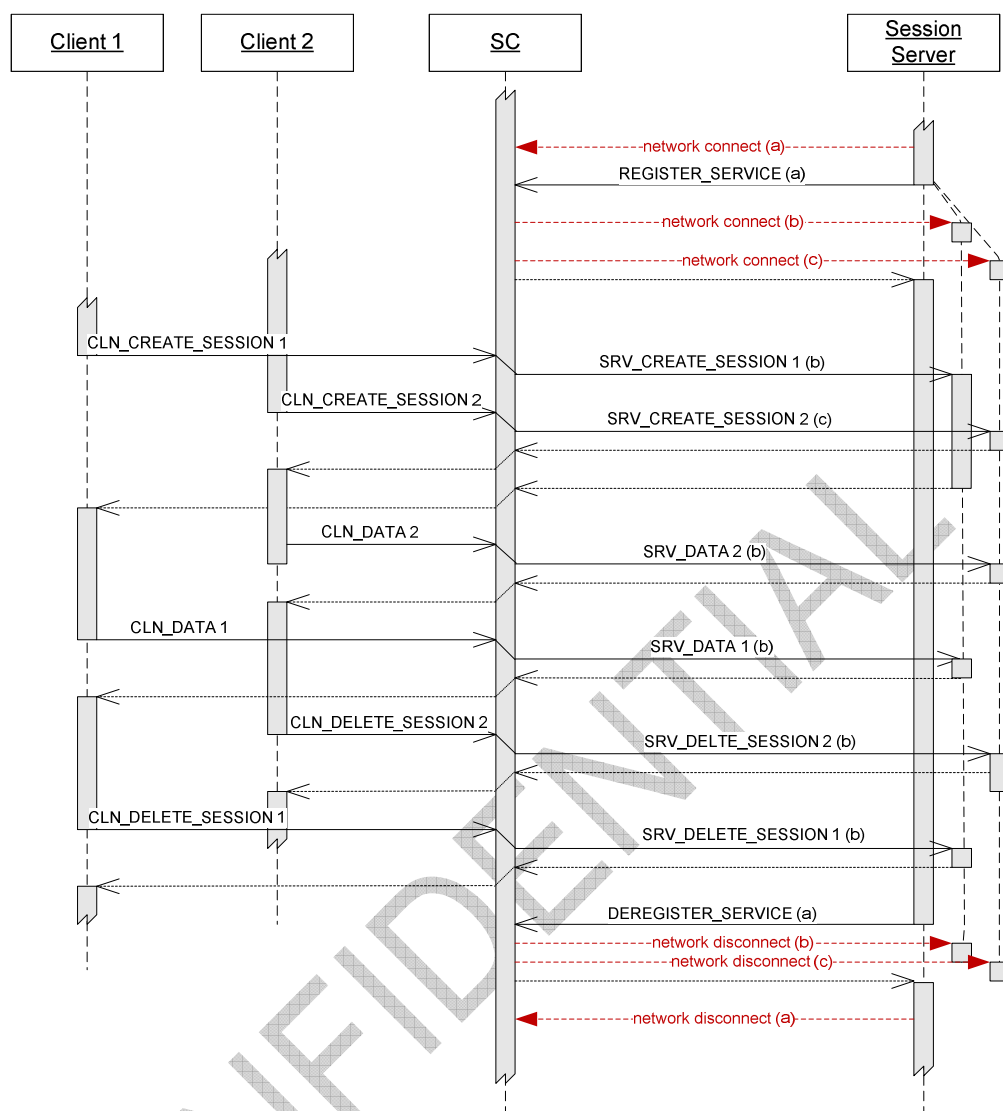 Client 1
Client 2
SC
Session
Server
network connect (a)
REGISTER_SERVICE (a)
network connect (b)
network connect (c)
CLN_CREATE_SESSION 1
SRV_CREATE_SESSION 1 (b)
CLN_CREATE_SESSION 2
SRV_CREATE_SESSION 2 (c)
CLN_DATA 2
SRV_DATA 2 (b)
CLN_DATA 1
SRV_DATA 1 (b)
CLN_DELETE_SESSION 2
SRV_DELTE_SESSION 2 (b)
CLN_DELETE_SESSION 1
SRV_DELETE_SESSION 1 (b)
DEREGISTER_SERVICE (a)
network disconnect (b)
network disconnect (c)
network disconnect (a)
NFIDENTIAL